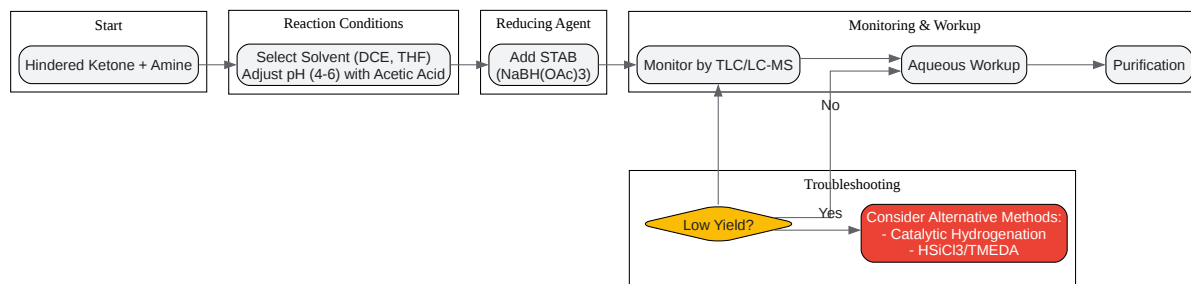 Start
Hindered Ketone + Amine
Reaction Conditions
Select Solvent (DCE, THF)
Adjust pH (4-6) with Acetic Acid
Reducing Agent
Add STAB
(NaBH(OAc)3)
Monitoring & Workup
Monitor by TLC/LC-MS
Aqueous Workup
Purification
No
Troubleshooting
Low Yield?
Yes
Consider Alternative Methods:
- Catalytic Hydrogenation
- HSiCl3/TMEDA